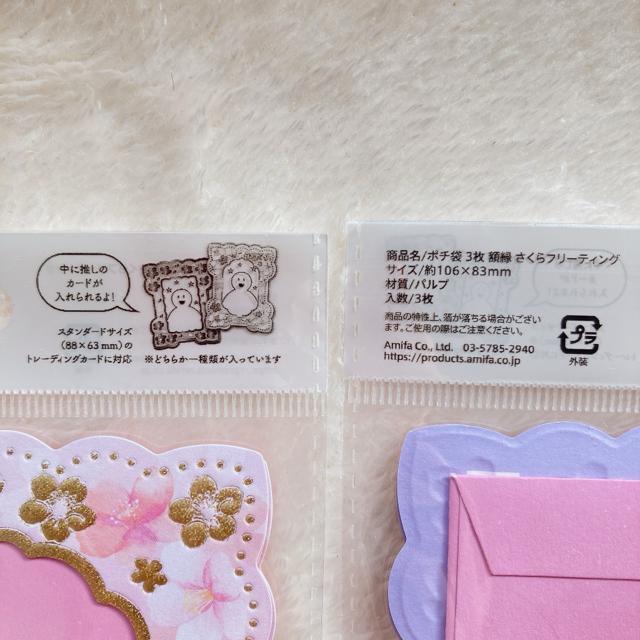 中に推しの
カードが
入れられるよ!
スタンダードサイズ
(88×63mm)の
トレーディングカードに対応
※どちらか一種類が入っています
商品名/ポチ袋 3枚 額縁 さくらフリーティング
サイズ/約106×83mm
材質/パルプ
入数/3枚
商品の特性上、箔が落ちる場合がござい
ます。ご使用の際はご注意ください。
Amifa Co., Ltd. 03-5785-2940
https://products.amifa.co.jp
プラ
外装